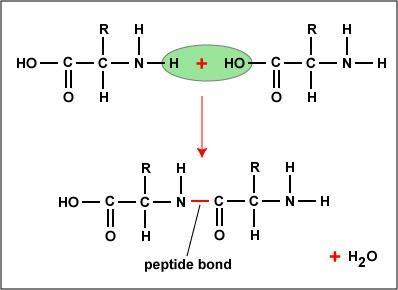 R H R H
HO C C N H + HO C C N H
O H O H
R H R H
HO C C N C C N H
O H O H
peptide bond
+ H₂O